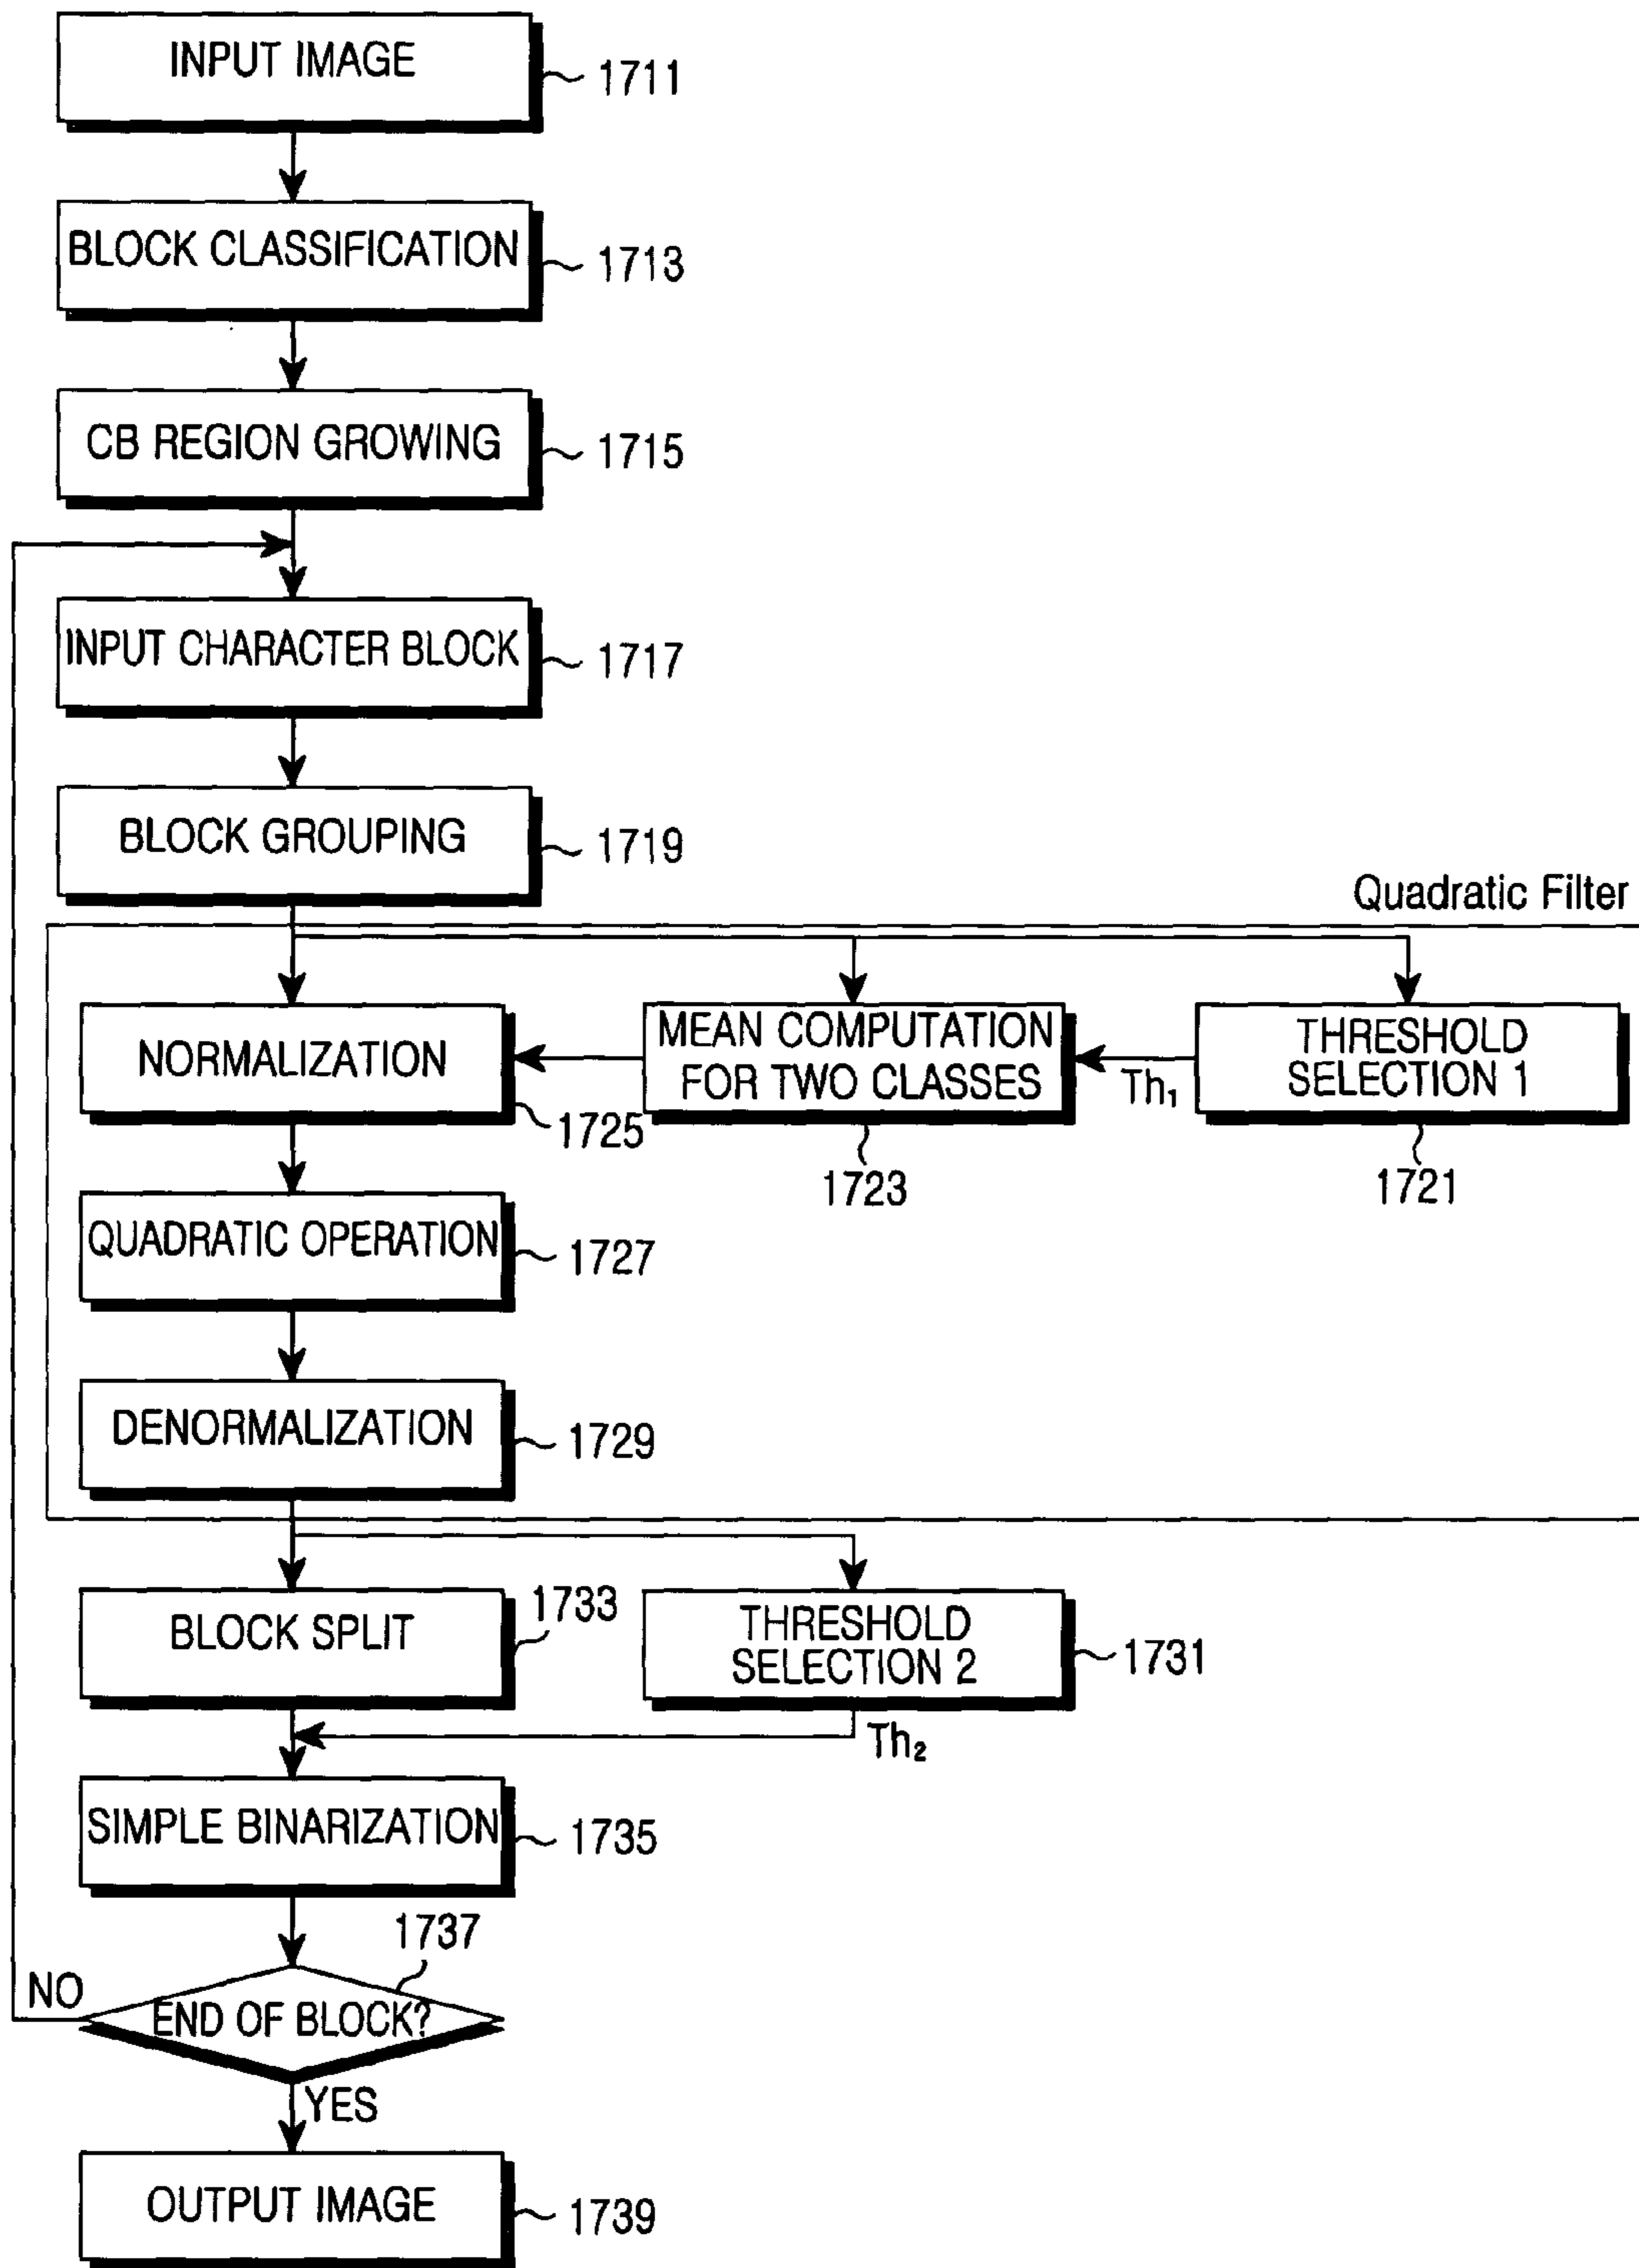 INPUT IMAGE
1711
BLOCK CLASSIFICATION
1713
CB REGION GROWING
1715
INPUT CHARACTER BLOCK
1717
BLOCK GROUPING
1719
Quadratic Filter
NORMALIZATION
1725
MEAN COMPUTATION
FOR TWO CLASSES
1723
Th₁
THRESHOLD
SELECTION 1
1721
QUADRATIC OPERATION
1727
DENORMALIZATION
1729
BLOCK SPLIT
1733
THRESHOLD
SELECTION 2
1731
Th₂
SIMPLE BINARIZATION
1735
1737
NO
END OF BLOCK?
YES
OUTPUT IMAGE
1739